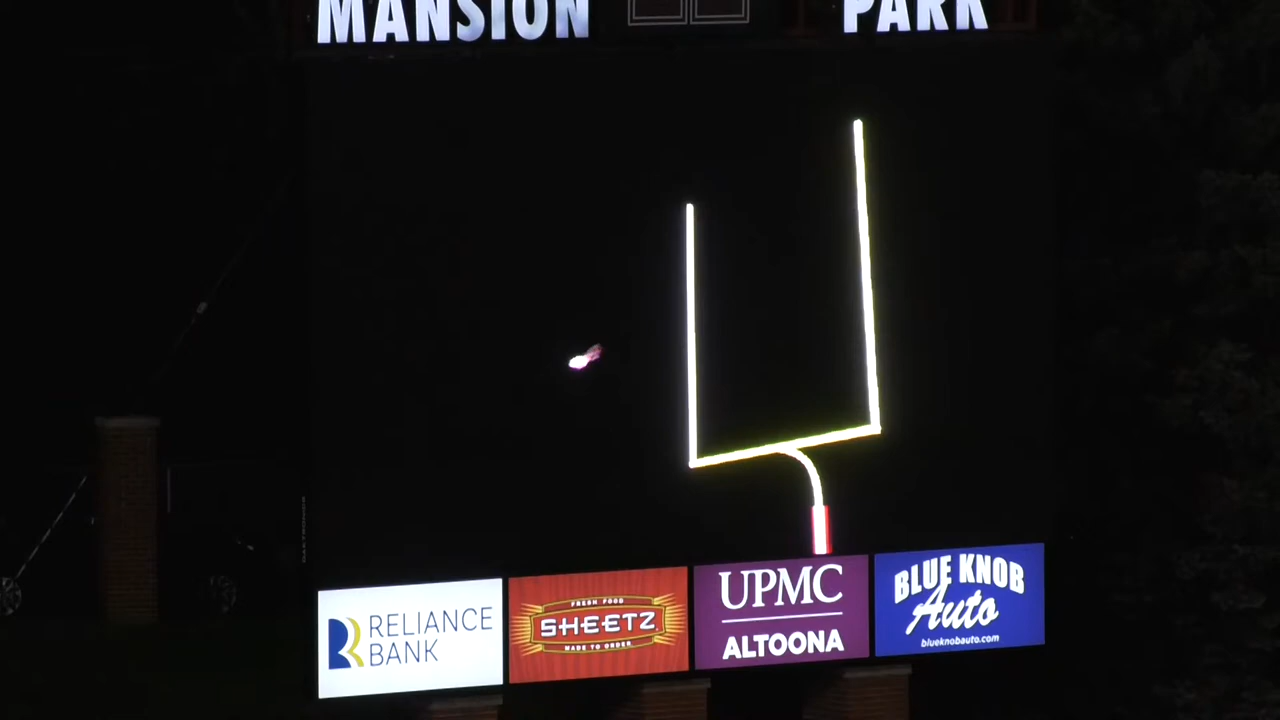 MANSION PARK
RELIANCE
BANK
FRESH FOOD
SHEETZ
MADE TO ORDER
UPMC
ALTOONA
BLUE KNOB
Auto
blueknobauto.com